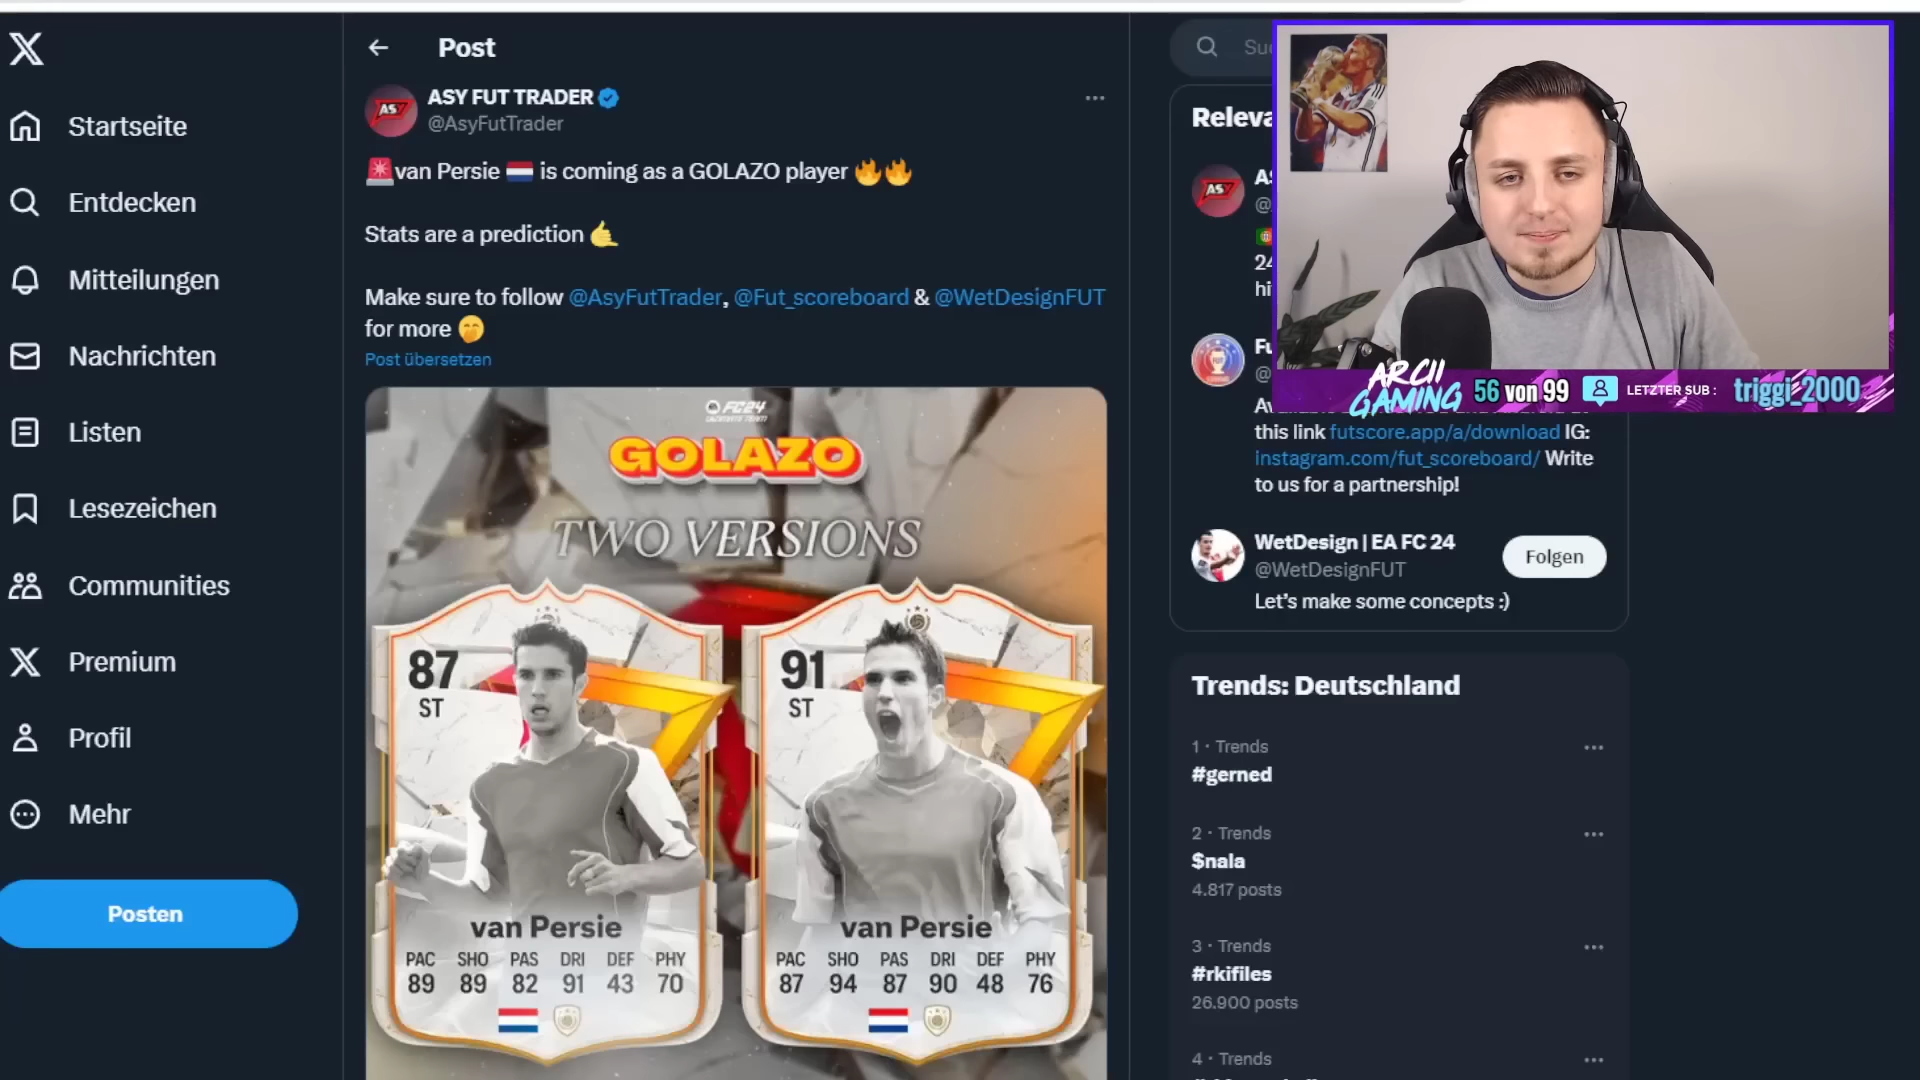 Startseite
Entdecken
Mitteilungen
Nachrichten
Listen
Lesezeichen
Communities
Premium
Profil
Mehr
Posten
Post
ASY FUT TRADER
@AsyFutTrader
van Persie is coming as a GOLAZO player
Stats are a prediction
Make sure to follow @AsyFutTrader, @Fut_scoreboard & @WetDesignFUT
for more
Post übersetzen
FC24
GOLAZO
TWO VERSIONS
87
ST
van Persie
PAC SHO PAS DRI DEF PHY
89 89 82 91 43 70
91
ST
van Persie
PAC SHO PAS DRI DEF PHY
87 94 87 90 48 76
Su
Releva
ASY
AS
@
24
hi
Fu
@
this link futscore.app/a/download IG:
instagram.com/fut_scoreboard/ Write
to us for a partnership!
WetDesign | EA FC 24
@WetDesignFUT
Folgen
Let's make some concepts :)
Trends: Deutschland
1 · Trends
#gerned
2 · Trends
$nala
4.817 posts
3 · Trends
#rkifiles
26.900 posts
4 · Trends
ARCII
GAMING
56 von 99
LETZTER SUB :
triggi_2000